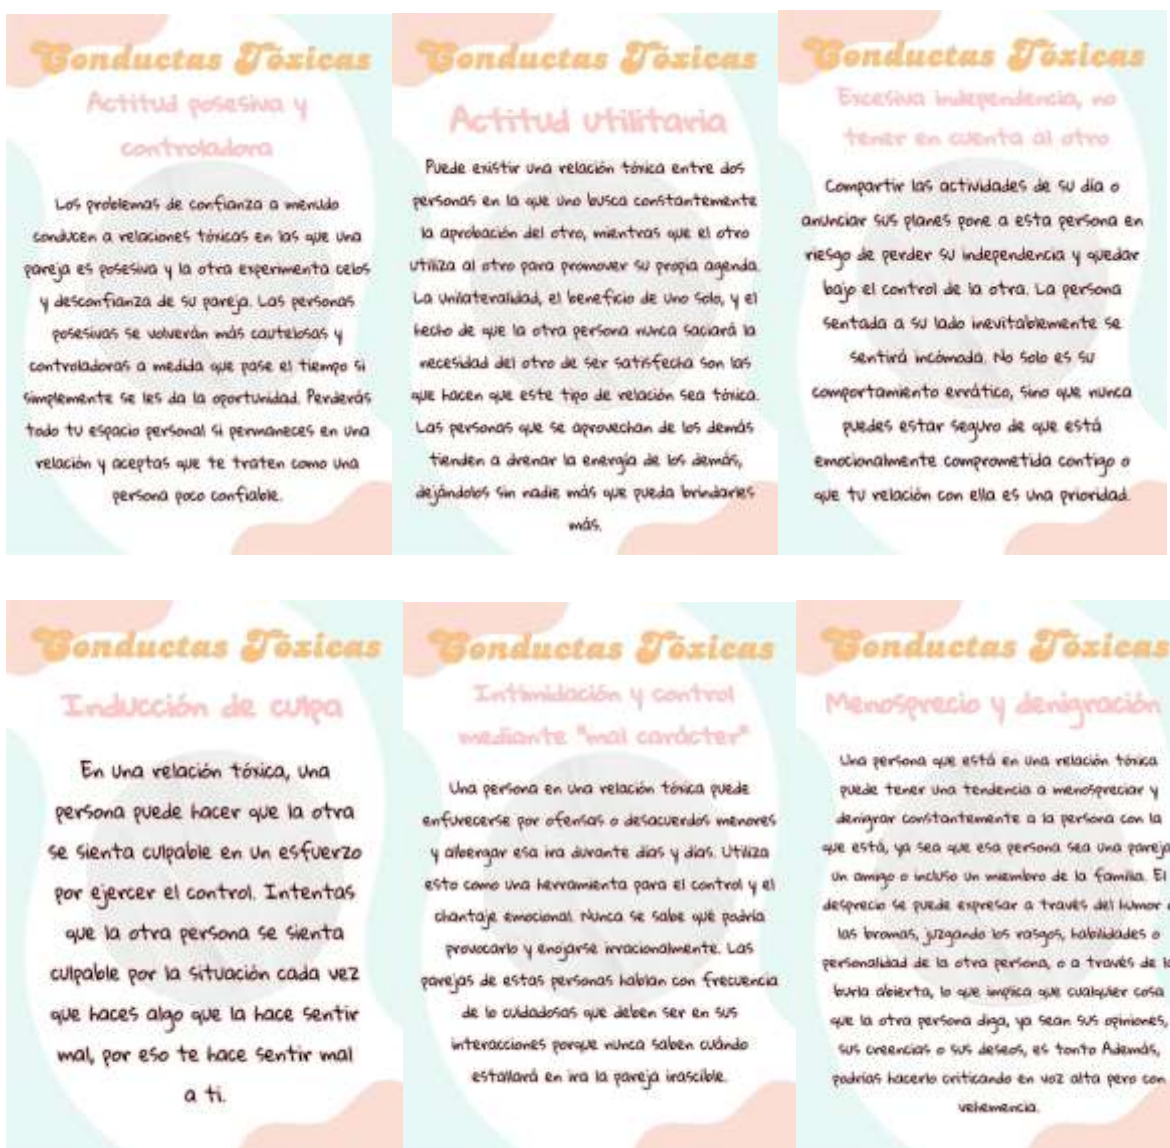 Conductas Tóxicas
Actitud posesiva y
controladora
Los problemas de confianza a menudo
conducen a relaciones tóxicas en las que una
pareja es posesiva y la otra experimenta celos
y desconfianza de su pareja. Las personas
posesivas se volverán más cautelosas y
controladoras a medida que pase el tiempo si
simplemente se les da la oportunidad. Perderás
todo tu espacio personal si permaneces en una
relación y aceptas que te traten como una
persona poco confiable.
Conductas Tóxicas
Actitud utilitaria
Puede existir una relación tóxica entre dos
personas en la que uno busca constantemente
la aprobación del otro, mientras que el otro
utiliza al otro para promover su propia agenda.
La unilateralidad, el beneficio de uno solo, y el
hecho de que la otra persona nunca saciará la
necesidad del otro de ser satisfecha son las
que hacen que este tipo de relación sea tóxica.
Las personas que se aprovechan de los demás
tienden a drenar la energía de los demás,
dejándolos sin nadie más que pueda brindarles
más.
Conductas Tóxicas
Excesiva independencia, no
tener en cuenta al otro
Compartir las actividades de su día o
anunciar sus planes pone a esta persona en
riesgo de perder su independencia y quedar
bajo el control de la otra. La persona
sentada a su lado inevitablemente se
sentirá incómoda. No solo es su
comportamiento errático, sino que nunca
puedes estar seguro de que está
emocionalmente comprometida contigo o
que tu relación con ella es una prioridad.
Conductas Tóxicas
Inducción de culpa
En una relación tóxica, una
persona puede hacer que la otra
se sienta culpable en un esfuerzo
por ejercer el control. Intentas
que la otra persona se sienta
culpable por la situación cada vez
que haces algo que la hace sentir
mal, por eso te hace sentir mal
a ti.
Conductas Tóxicas
Intimidación y control
mediante "mal carácter"
Una persona en una relación tóxica puede
enfurecerse por ofensas o desacuerdos menores
y albergar esa ira durante días y días. Utiliza
esto como una herramienta para el control y el
chantaje emocional. Nunca se sabe qué podría
provocarlo y enojarse irracionalmente. Las
parejas de estas personas hablan con frecuencia
de lo cuidadosas que deben ser en sus
interacciones porque nunca saben cuándo
estallará en ira la pareja irascible.
Conductas Tóxicas
Menosprecio y denigración
Una persona que está en una relación tóxica
puede tener una tendencia a menospreciar y
denigrar constantemente a la persona con la
que está, ya sea que esa persona sea una pareja
un amigo o incluso un miembro de la familia. El
desprecio se puede expresar a través del humor o
las bromas, juzgando los rasgos, habilidades o
personalidad de la otra persona, o a través de la
burla abierta, lo que implica que cualquier cosa
que la otra persona diga, ya sean sus opiniones,
sus creencias o sus deseos, es tonto Además,
podrías hacerlo criticando en voz alta pero con
vehemencia.